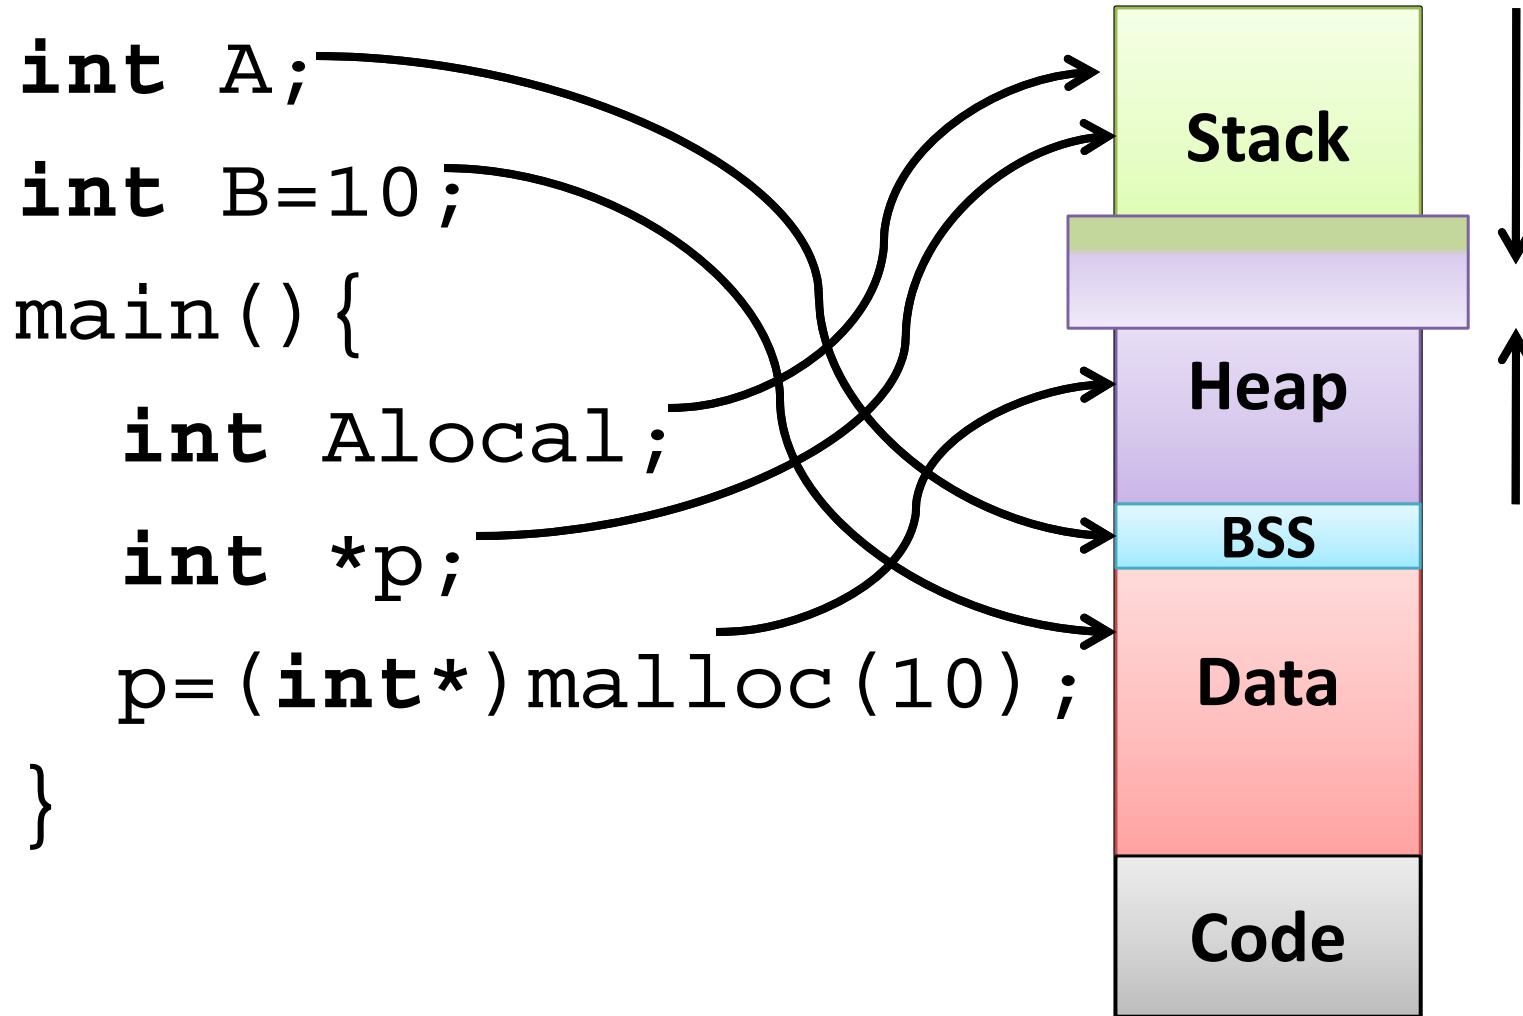 int A;
int B=10;
main(){
int Alocal;
int *p;
p=(int*)malloc(10);
}
Stack
Heap
BSS
Data
Code